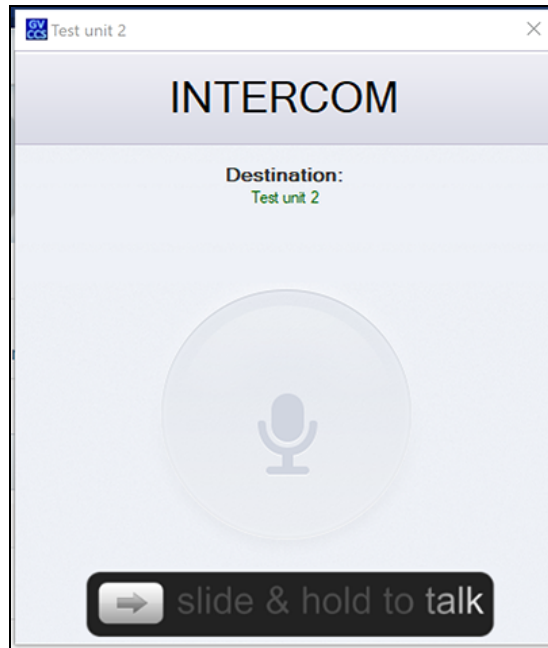 GV
CCS
Test unit 2
INTERCOM
Destination:
Test unit 2
slide & hold to talk